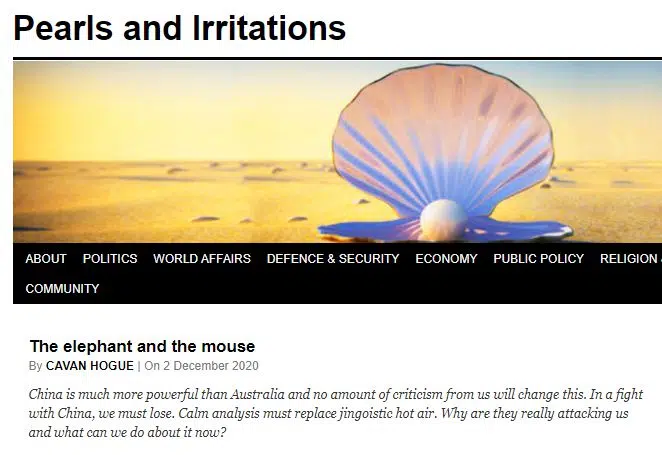 Pearls and Irritations
ABOUT POLITICS WORLD AFFAIRS DEFENCE & SECURITY ECONOMY PUBLIC POLICY RELIGION &
COMMUNITY
The elephant and the mouse
By CAVAN HOGUE | On 2 December 2020
China is much more powerful than Australia and no amount of criticism from us will change this. In a fight
with China, we must lose. Calm analysis must replace jingoistic hot air. Why are they really attacking us
and what can we do about it now?